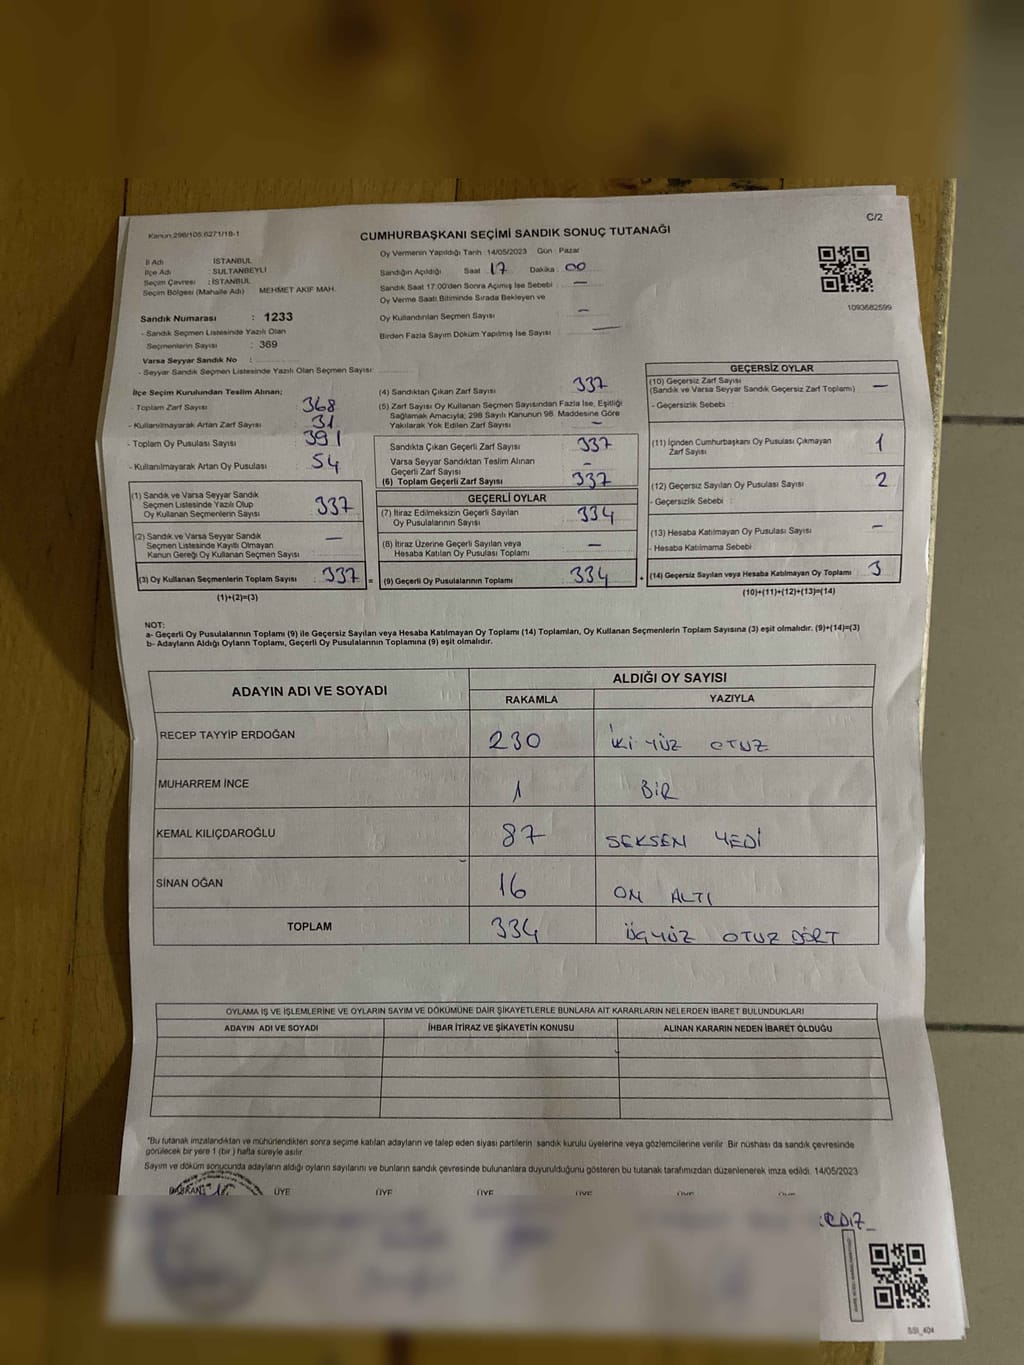 C/2
Kanun:298/105,6271/18-1
CUMHURBAŞKANI SEÇİMİ SANDIK SONUÇ TUTANAĞI
İl Adı İSTANBUL
İlçe Adı : SULTANBEYLİ
Seçim Çevresi : İSTANBUL
Seçim Bölgesi (Mahalle Adı) MEHMET AKİF MAH.
Sandık Numarası : 1233
- Sandık Seçmen Listesinde Yazılı Olan
Seçmenlerin Sayısı : 369
Varsa Seyyar Sandık No :
- Seyyar Sandık Seçmen Listesinde Yazılı Olan Seçmen Sayısı:
Oy Vermenin Yapıldığı Tarih :14/05/2023 Gün : Pazar
Sandığın Açıldığı Saat 17 Dakika 00
Sandık Saat 17:00'den Sonra Açımış İse Sebebi —
Oy Verme Saati Bitiminde Sırada Bekleyen ve
Oy Kullandırılan Seçmen Sayısı —
Birden Fazla Sayım Döküm Yapılmış İse Sayısı —
1093682599
İlçe Seçim Kurulundan Teslim Alınan;
- Toplam Zarf Sayısı 368
- Kullanılmayarak Artan Zarf Sayısı 31
- Toplam Oy Pusulası Sayısı 391
- Kullanılmayarak Artan Oy Pusulası 54
(1) Sandık ve Varsa Seyyar Sandık
Seçmen Listesinde Yazılı Olup
Oy Kullanan Seçmenlerin Sayısı 337
(2) Sandık ve Varsa Seyyar Sandık
Seçmen Listesinde Kayıtlı Olmayan
Kanun Gereği Oy Kullanan Seçmen Sayısı —
(3) Oy Kullanan Seçmenlerin Toplam Sayısı 337 =
(1)+(2)=(3)
(4) Sandıktan Çıkan Zarf Sayısı 337
(5) Zarf Sayısı Oy Kullanan Seçmen Sayısından Fazla İse, Eşitliği
Sağlamak Amacıyla; 298 Sayılı Kanunun 98. Maddesine Göre
Yakılarak Yok Edilen Zarf Sayısı —
Sandıkta Çıkan Geçerli Zarf Sayısı 337
Varsa Seyyar Sandıktan Teslim Alınan
Geçerli Zarf Sayısı —
(6) Toplam Geçerli Zarf Sayısı 337
GEÇERLİ OYLAR
(7) İtiraz Edilmeksizin Geçerli Sayılan
Oy Pusulalarının Sayısı 334
(8) İtiraz Üzerine Geçerli Sayılan veya
Hesaba Katılan Oy Pusulası Toplamı —
(9) Geçerli Oy Pusulalarının Toplamı 334 +
GEÇERSİZ OYLAR
(10) Geçersiz Zarf Sayısı
(Sandık ve Varsa Seyyar Sandık Geçersiz Zarf Toplamı) —
- Geçersizlik Sebebi :
(11) İçinden Cumhurbaşkanı Oy Pusulası Çıkmayan
Zarf Sayısı 1
(12) Geçersiz Sayılan Oy Pusulası Sayısı 2
- Geçersizlik Sebebi :
(13) Hesaba Katılmayan Oy Pusulası Sayısı —
- Hesaba Katılmama Sebebi
(14) Geçersiz Sayılan veya Hesaba Katılmayan Oy Toplamı 3
(10)+(11)+(12)+(13)=(14)
NOT:
a- Geçerli Oy Pusulalarının Toplamı (9) ile Geçersiz Sayılan veya Hesaba Katılmayan Oy Toplamı (14) Toplamları, Oy Kullanan Seçmenlerin Toplam Sayısına (3) eşit olmalıdır. (9)+(14)=(3)
b- Adayların Aldığı Oyların Toplamı, Geçerli Oy Pusulalarının Toplamına (9) eşit olmalıdır.
ADAYIN ADI VE SOYADI ALDIĞI OY SAYISI
RAKAMLA YAZIYLA
RECEP TAYYİP ERDOĞAN 230 İKİ YÜZ OTUZ
MUHARREM İNCE 1 BİR
KEMAL KILIÇDAROĞLU 87 SEKSEN YEDİ
SİNAN OĞAN 16 ON ALTI
TOPLAM 334 ÜÇYÜZ OTUZ DÖRT
OYLAMA İŞ VE İŞLEMLERİNE VE OYLARIN SAYIM VE DÖKÜMÜNE DAİR ŞİKAYETLERLE BUNLARA AİT KARARLARIN NELERDEN İBARET BULUNDUKLARI
ADAYIN ADI VE SOYADI İHBAR İTİRAZ VE ŞİKAYETİN KONUSU ALINAN KARARIN NEDEN İBARET OLDUĞU
*Bu tutanak imzalandıktan ve mühürlendikten sonra seçime katılan adayların ve talep eden siyasi partilerin sandık kurulu üyelerine veya gözlemcilerine verilir. Bir nüshası da sandık çevresinde
görülecek bir yere 1 (bir) hafta süreyle asılır.
Sayım ve döküm sonucunda adayların aldığı oyların sayılarını ve bunların sandık çevresinde bulunanlara duyurulduğunu gösteren bu tutanak tarafımızdan düzenlenerek imza edildi. 14/05/2023
BAŞKAN ÜYE ÜYE ÜYE ÜYE ÜYE ÜYE
SSI_404